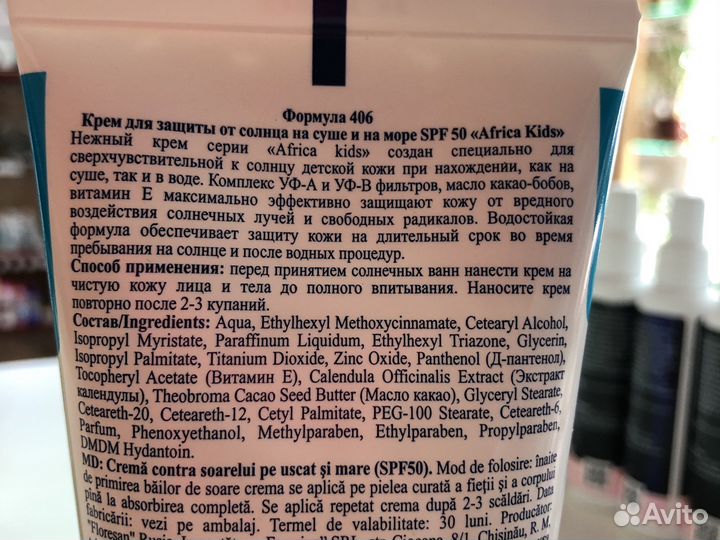 Формула 406
Крем для защиты от солнца на суше и на море SPF 50 «Africa Kids»
Нежный крем серии «Africa kids» создан специально для
сверхчувствительной к солнцу детской кожи при нахождении, как на
суше, так и в воде. Комплекс УФ-А и УФ-В фильтров, масло какао-бобов,
витамин Е максимально эффективно защищают кожу от вредного
воздействия солнечных лучей и свободных радикалов. Водостойкая
формула обеспечивает защиту кожи на длительный срок во время
пребывания на солнце и после водных процедур.
Способ применения: перед принятием солнечных ванн нанести крем на
чистую кожу лица и тела до полного впитывания. Наносите крем
повторно после 2-3 купаний.
Состав/Ingredients: Aqua, Ethylhexyl Methoxycinnamate, Cetearyl Alcohol,
Isopropyl Myristate, Paraffinum Liquidum, Ethylhexyl Triazone, Glycerin,
Isopropyl Palmitate, Titanium Dioxide, Zinc Oxide, Panthenol (Д-пантенол),
Tocopheryl Acetate (Витамин Е), Calendula Officinalis Extract (Экстракт
календулы), Theobroma Cacao Seed Butter (Масло какао), Glyceryl Stearate,
Ceteareth-20, Ceteareth-12, Cetyl Palmitate, PEG-100 Stearate, Ceteareth-6,
Parfum, Phenoxyethanol, Methylparaben, Ethylparaben, Propylparaben,
DMDM Hydantoin.
MD: Cremă contra soarelui pe uscat și mare (SPF50). Mod de folosire: înainte
de primirea băilor de soare crema se aplică pe pielea curată a fieții și a corpului
pînă la absorbirea completă. Se aplică repetat crema după 2-3 scăldări. Data
fabricării: vezi pe ambalaj. Termel de valabilitate: 30 luni. Producător:
"Floresan" Rusia. 8/1, Chișinău, R. M.
Avito